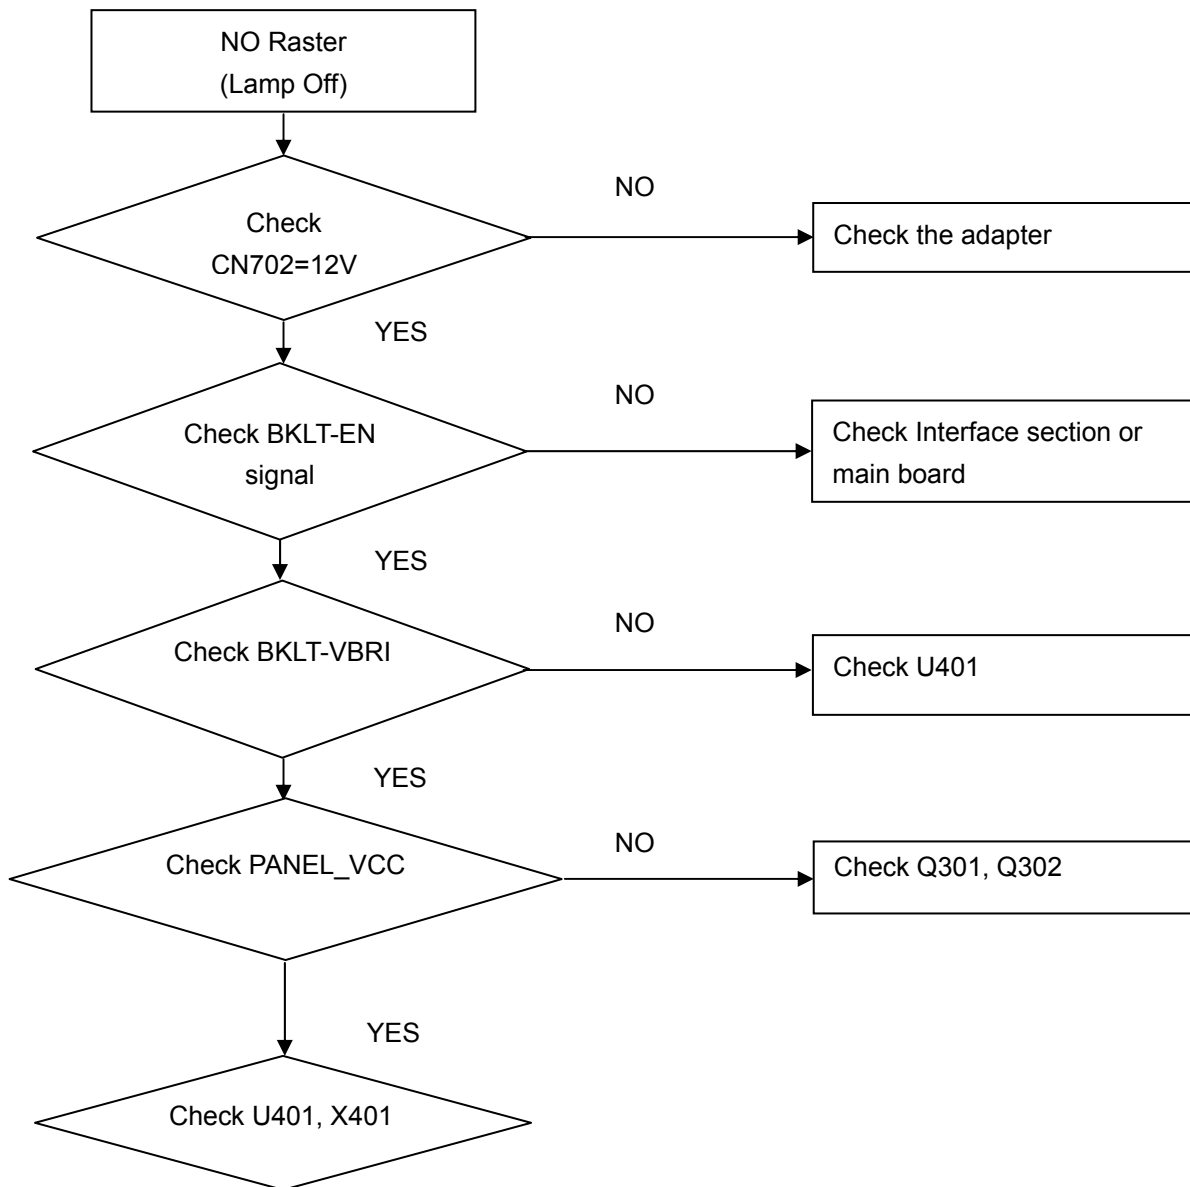 NO Raster
(Lamp Off)
NO
Check
CN702=12V
Check the adapter
YES
NO
Check BKLT-EN
signal
Check Interface section or
main board
YES
NO
Check BKLT-VBRI
Check U401
YES
NO
Check PANEL_VCC
Check Q301, Q302
YES
Check U401, X401